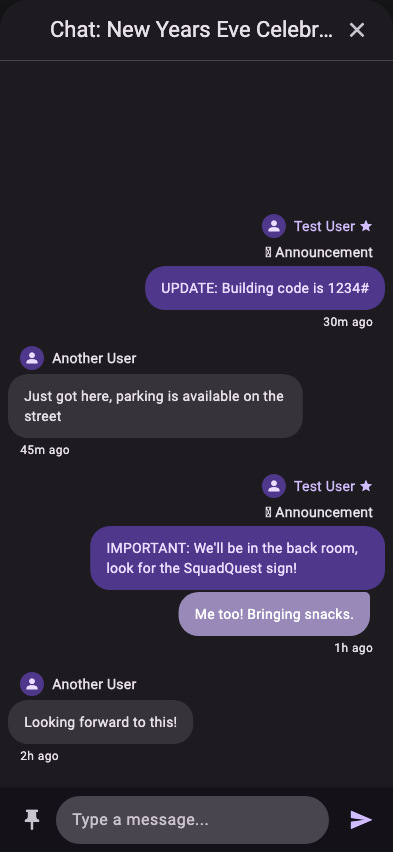 Chat: New Years Eve Celebr...
Test User
Announcement
UPDATE: Building code is 1234#
30m ago
Another User
Just got here, parking is available on the
street
45m ago
Test User
Announcement
IMPORTANT: We'll be in the back room,
look for the SquadQuest sign!
Me too! Bringing snacks.
1h ago
Another User
Looking forward to this!
2h ago
Type a message...